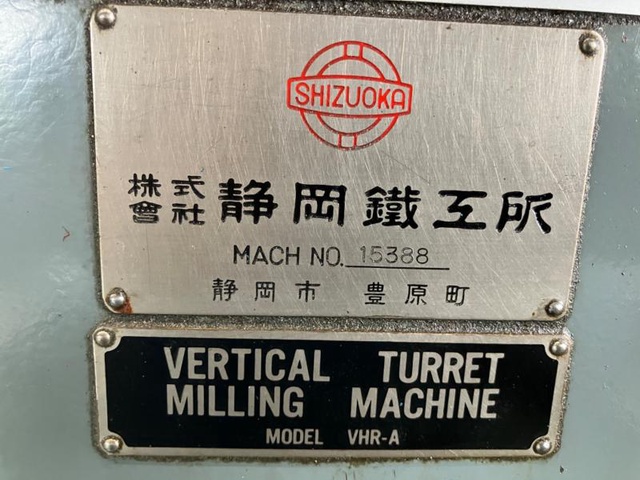 SHIZUOKA
株式會社 静岡鐵工所
MACH NO. 15388
静岡市 豊原町
VERTICAL TURRET
MILLING MACHINE
MODEL VHR-A